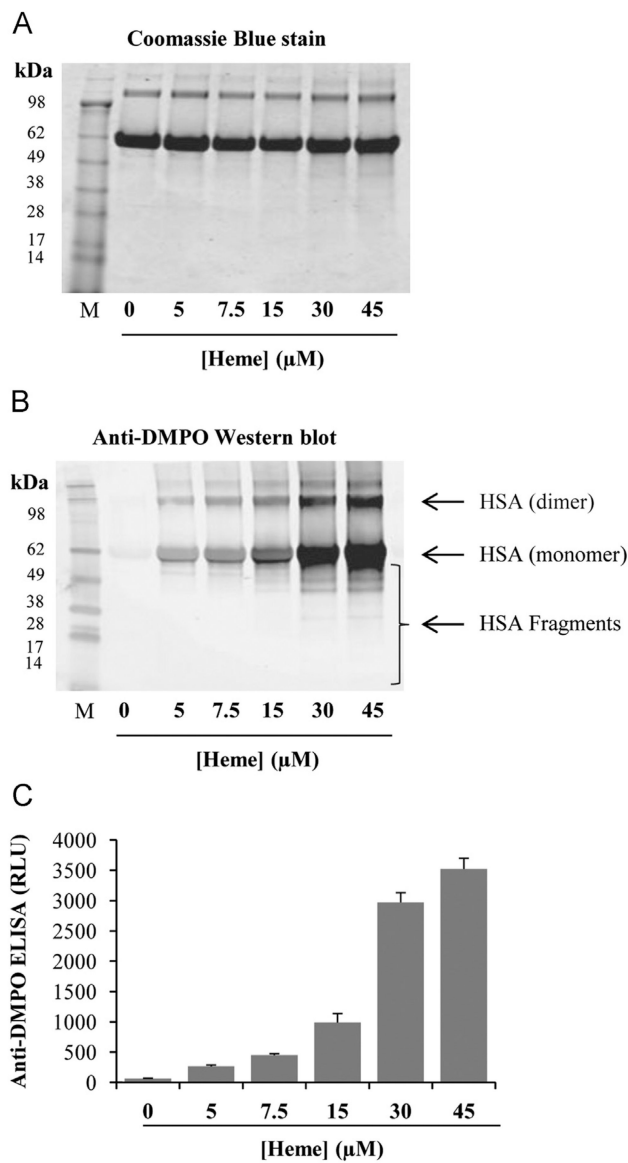 A
Coomassie Blue stain
kDa
98
62
49
38
28
17
14
M 0 5 7.5 15 30 45
[Heme] (µM)
B
Anti-DMPO Western blot
kDa
98
62
49
38
28
17
14
HSA (dimer)
HSA (monomer)
HSA Fragments
M 0 5 7.5 15 30 45
[Heme] (µM)
C
Anti-DMPO ELISA (RLU)
4000
3500
3000
2500
2000
1500
1000
500
0
0 5 7.5 15 30 45
[Heme] (µM)